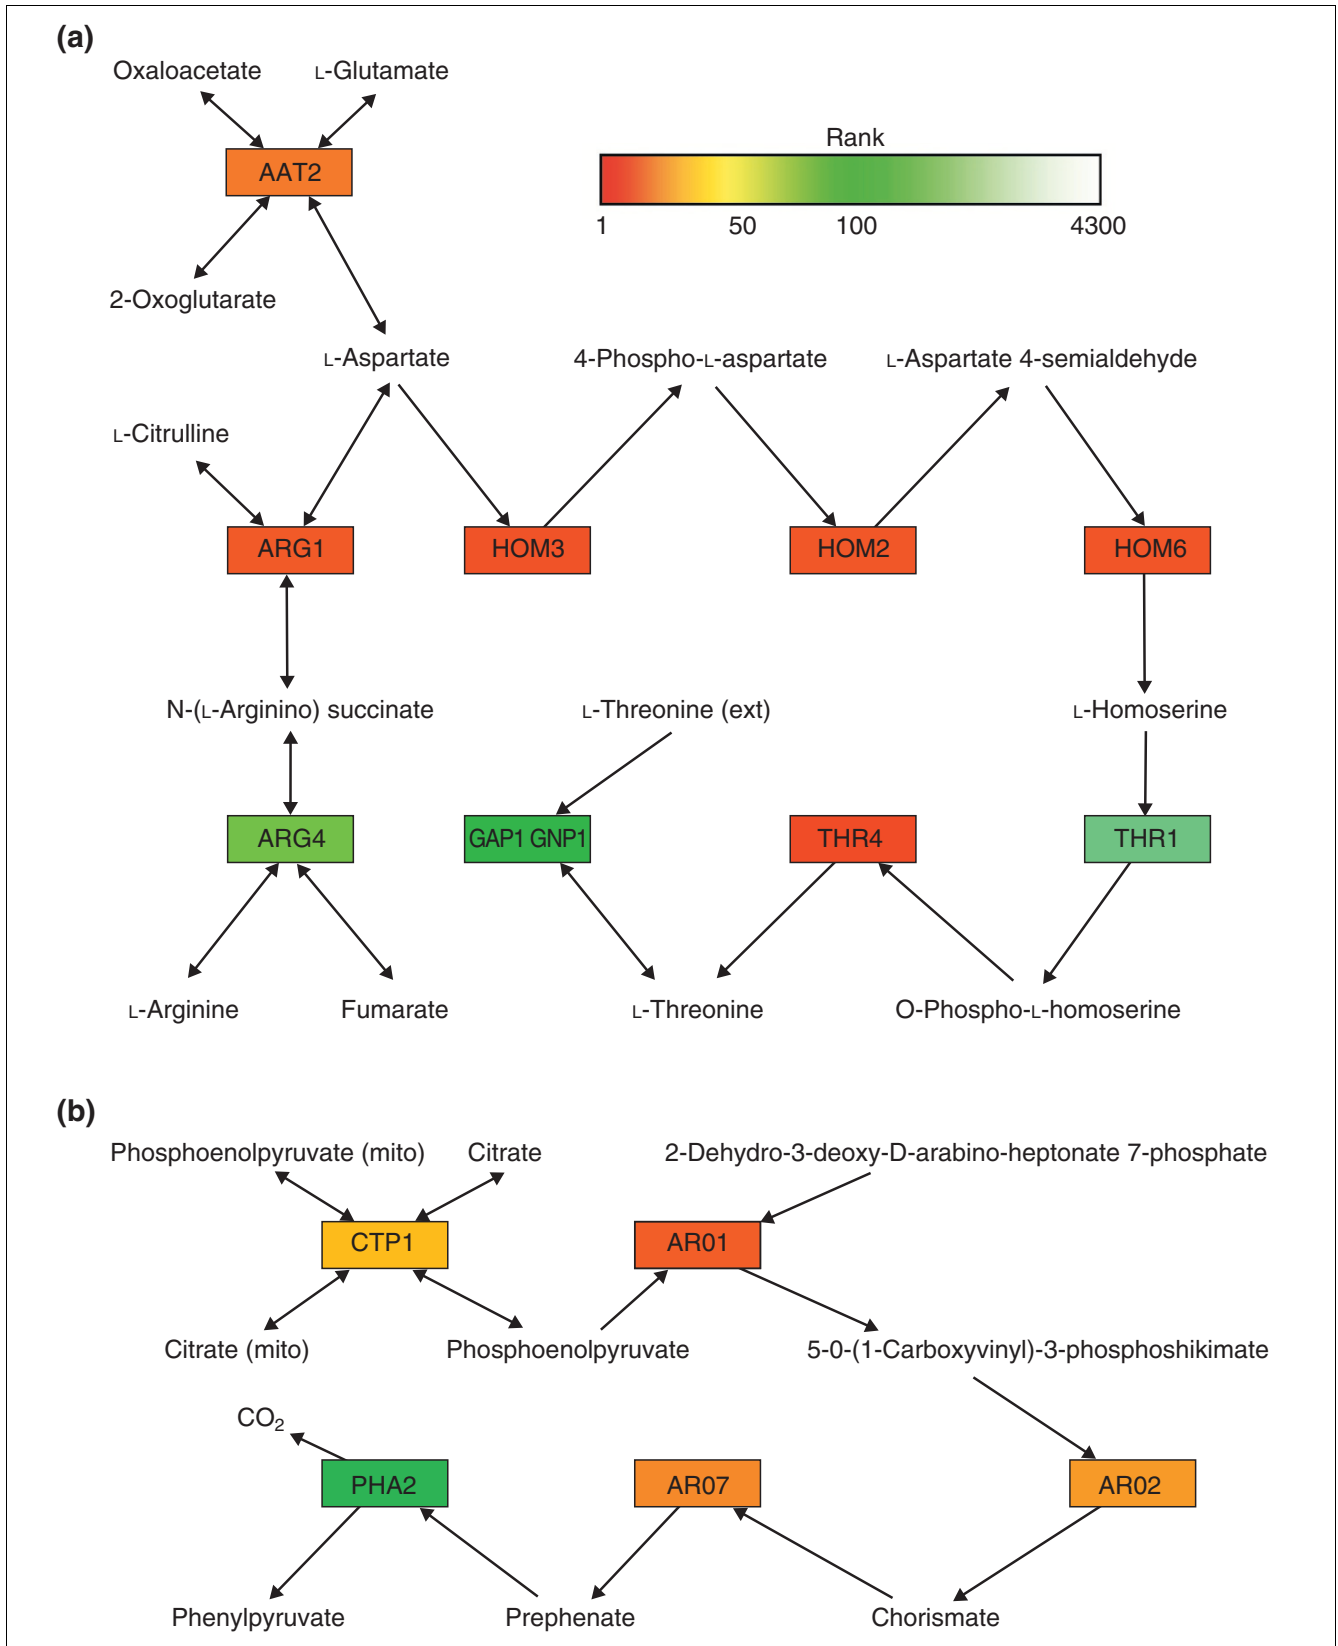 (a)
Oxaloacetate L-Glutamate
Rank
AAT2
1 50 100 4300
2-Oxoglutarate
L-Aspartate 4-Phospho-L-aspartate L-Aspartate 4-semialdehyde
L-Citrulline
ARG1 HOM3 HOM2 HOM6
N-(L-Arginino) succinate L-Threonine (ext) L-Homoserine
ARG4 GAP1 GNP1 THR4 THR1
L-Arginine Fumarate L-Threonine O-Phospho-L-homoserine
(b)
Phosphoenolpyruvate (mito) Citrate 2-Dehydro-3-deoxy-D-arabino-heptonate 7-phosphate
CTP1 AR01
Citrate (mito) Phosphoenolpyruvate 5-0-(1-Carboxyvinyl)-3-phosphoshikimate
CO2
PHA2 AR07 AR02
Phenylpyruvate Prephenate Chorismate